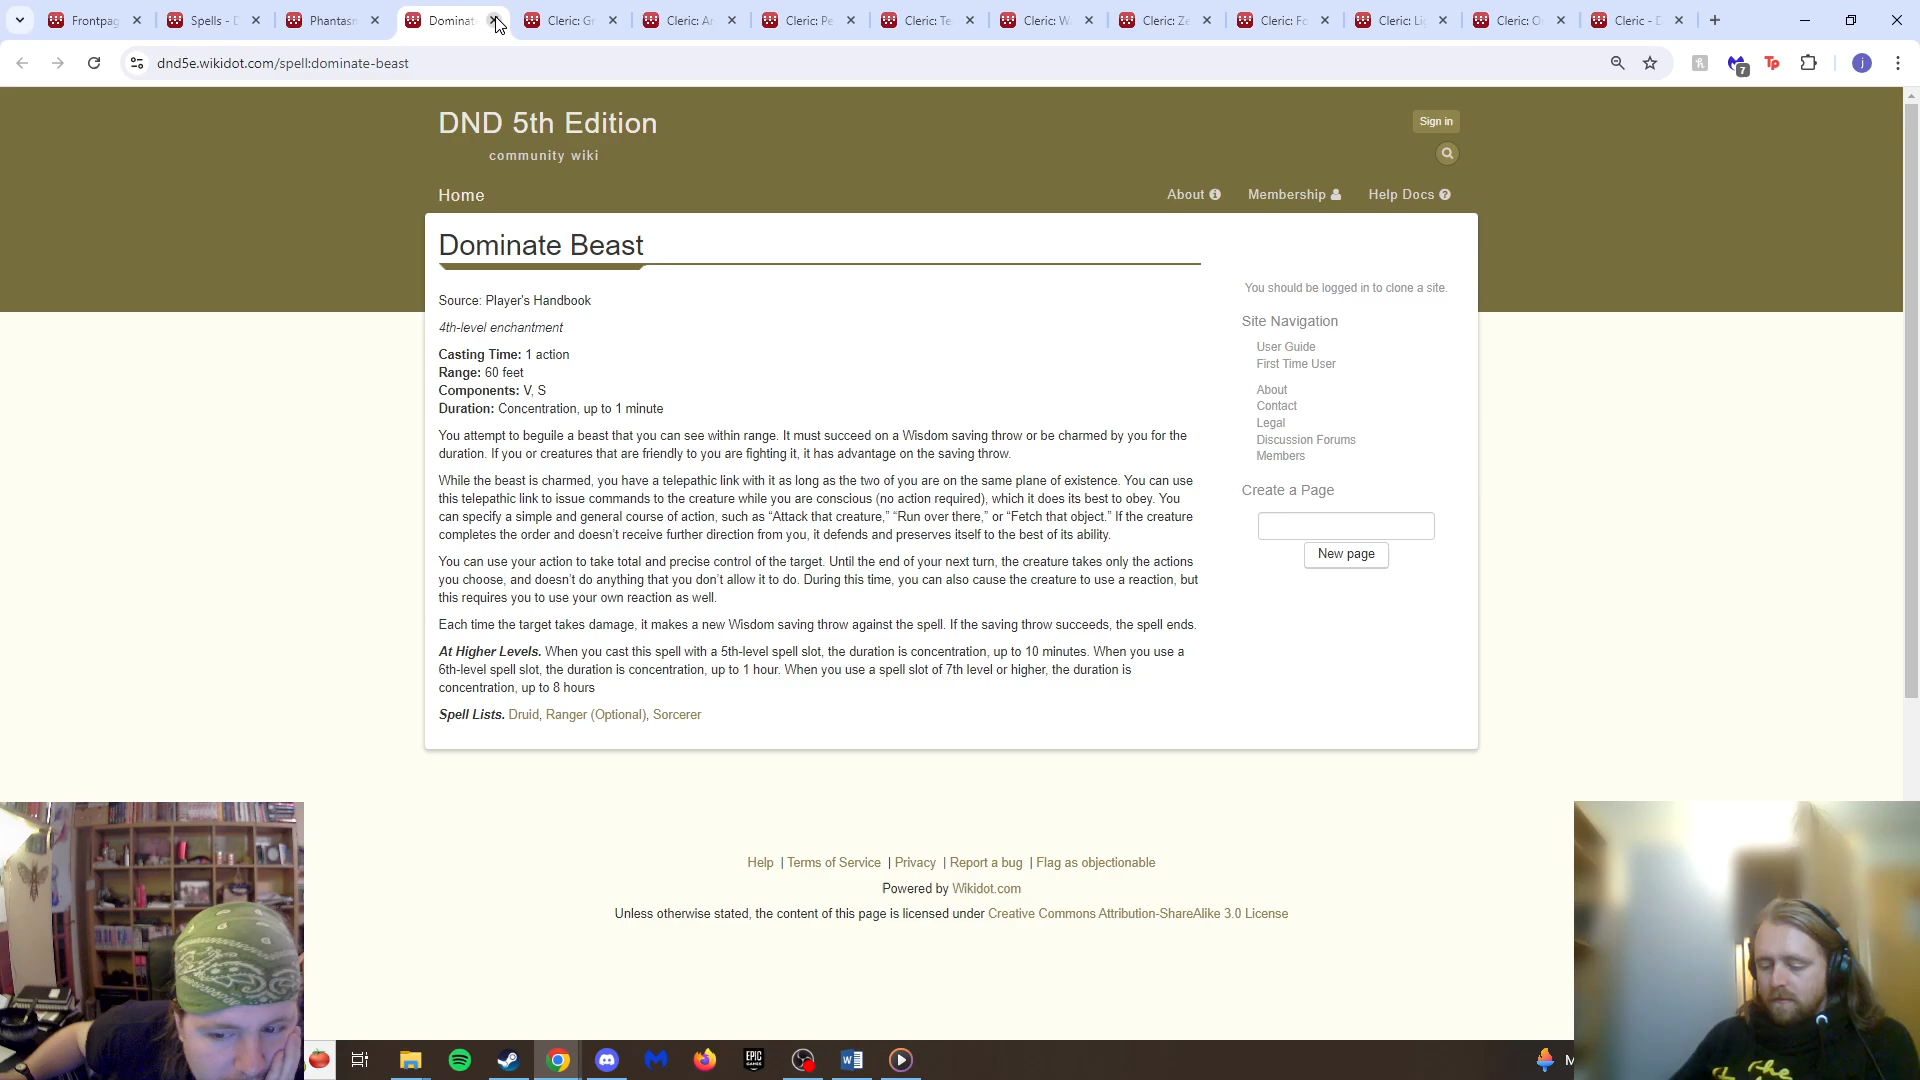 Frontpag
Spells - D
Phantasm
Dominat
Cleric: Gr
Cleric: Ar
Cleric: Pe
Cleric: Te
Cleric: W
Cleric: Ze
Cleric: Fo
Cleric: Li
Cleric: O
Cleric - D
dnd5e.wikidot.com/spell:dominate-beast
7
Tp
j
DND 5th Edition
community wiki
Sign in
Home
About
Membership
Help Docs
Dominate Beast
Source: Player's Handbook
4th-level enchantment
Casting Time: 1 action
Range: 60 feet
Components: V, S
Duration: Concentration, up to 1 minute
You attempt to beguile a beast that you can see within range. It must succeed on a Wisdom saving throw or be charmed by you for the
duration. If you or creatures that are friendly to you are fighting it, it has advantage on the saving throw.
While the beast is charmed, you have a telepathic link with it as long as the two of you are on the same plane of existence. You can use
this telepathic link to issue commands to the creature while you are conscious (no action required), which it does its best to obey. You
can specify a simple and general course of action, such as “Attack that creature,” “Run over there,” or “Fetch that object.” If the creature
completes the order and doesn’t receive further direction from you, it defends and preserves itself to the best of its ability.
You can use your action to take total and precise control of the target. Until the end of your next turn, the creature takes only the actions
you choose, and doesn’t do anything that you don’t allow it to do. During this time, you can also cause the creature to use a reaction, but
this requires you to use your own reaction as well.
Each time the target takes damage, it makes a new Wisdom saving throw against the spell. If the saving throw succeeds, the spell ends.
At Higher Levels. When you cast this spell with a 5th-level spell slot, the duration is concentration, up to 10 minutes. When you use a
6th-level spell slot, the duration is concentration, up to 1 hour. When you use a spell slot of 7th level or higher, the duration is
concentration, up to 8 hours
Spell Lists. Druid, Ranger (Optional), Sorcerer
You should be logged in to clone a site.
Site Navigation
User Guide
First Time User
About
Contact
Legal
Discussion Forums
Members
Create a Page
New page
Help | Terms of Service | Privacy | Report a bug | Flag as objectionable
Powered by Wikidot.com
Unless otherwise stated, the content of this page is licensed under Creative Commons Attribution-ShareAlike 3.0 License
EPIC
GAMES
M
The